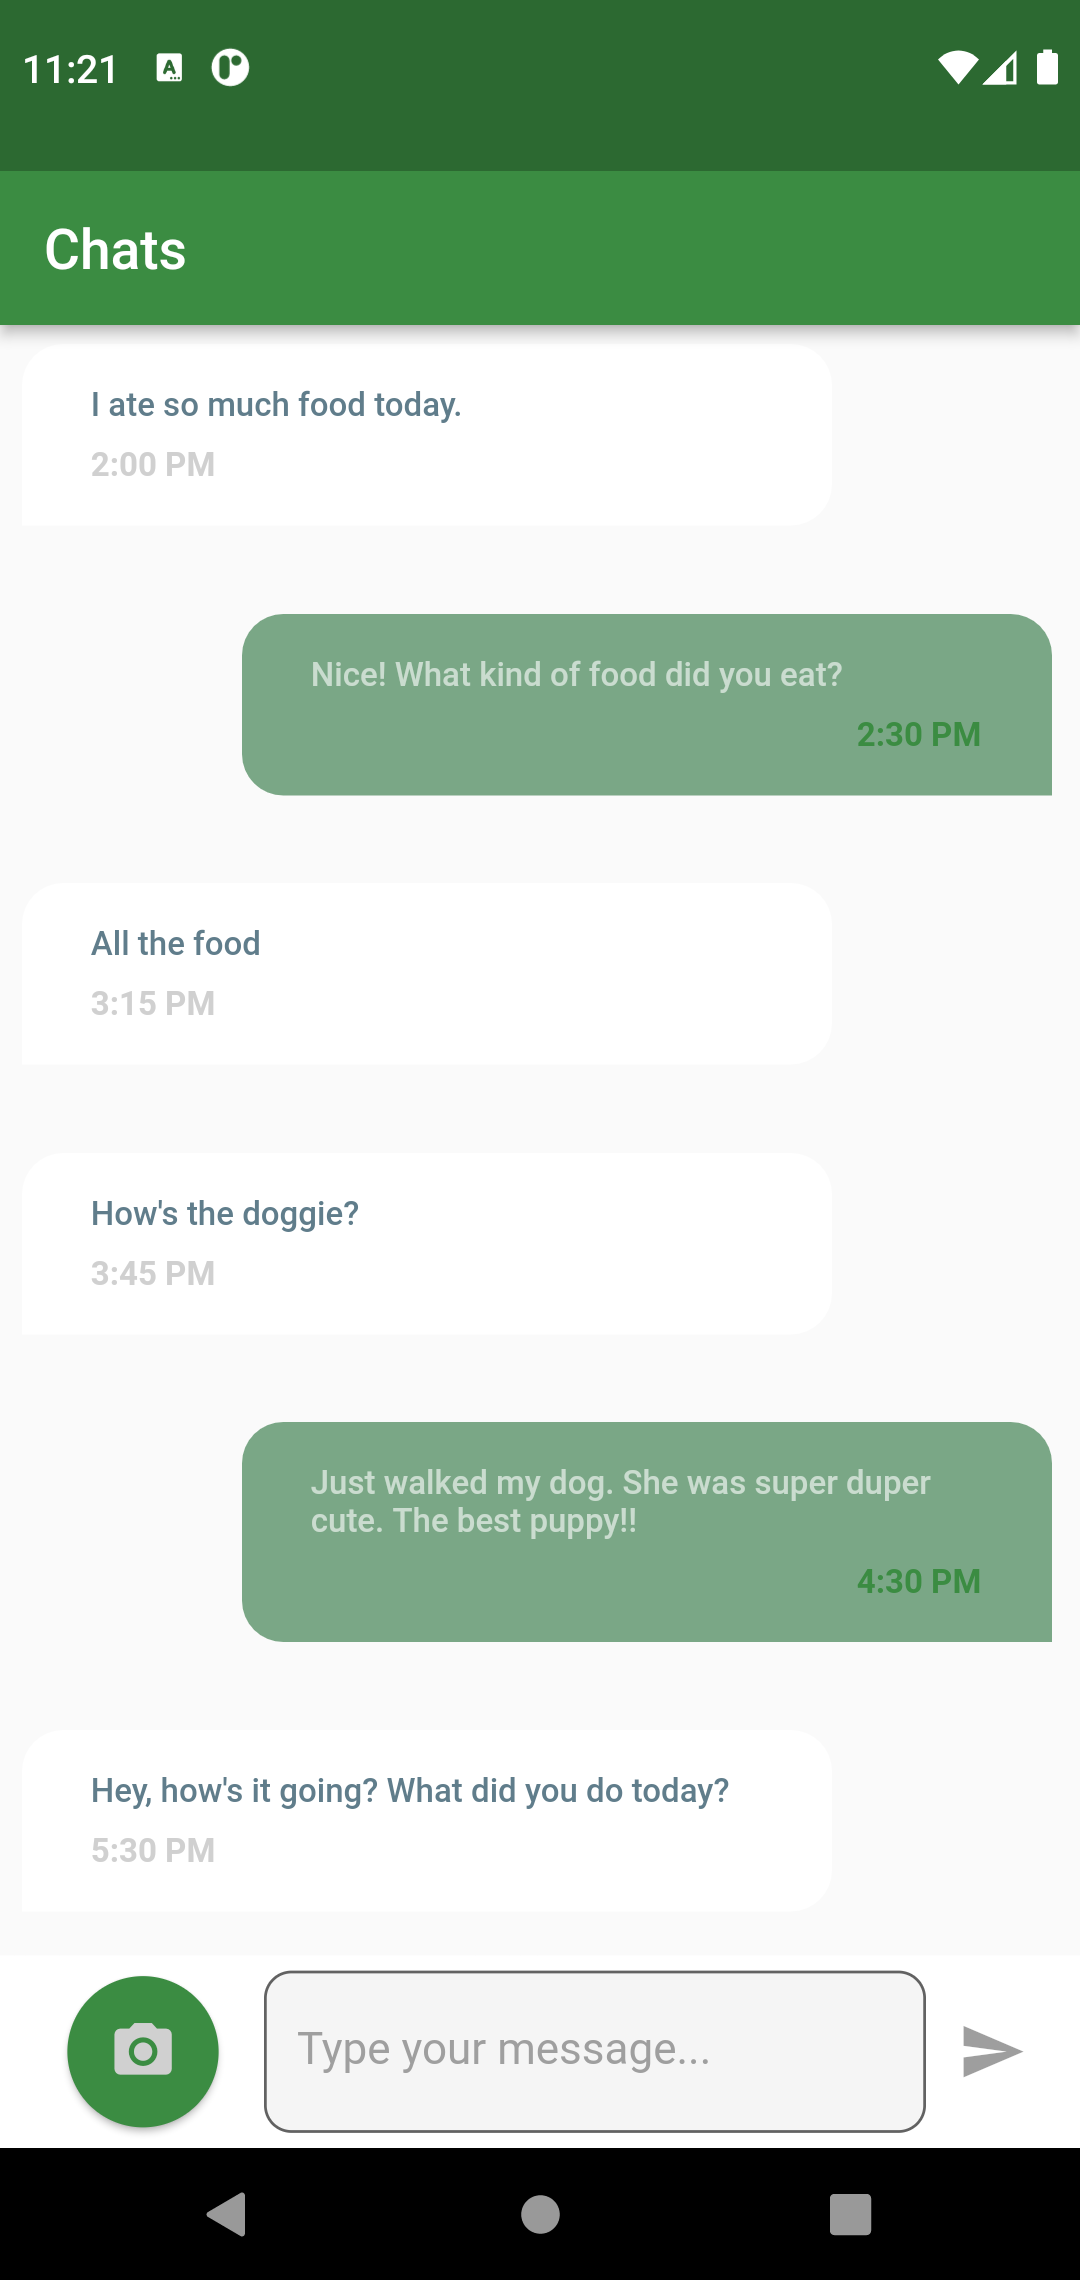 11:21
Chats
I ate so much food today.
2:00 PM
Nice! What kind of food did you eat?
2:30 PM
All the food
3:15 PM
How's the doggie?
3:45 PM
Just walked my dog. She was super duper
cute. The best puppy!!
4:30 PM
Hey, how's it going? What did you do today?
5:30 PM
Type your message...